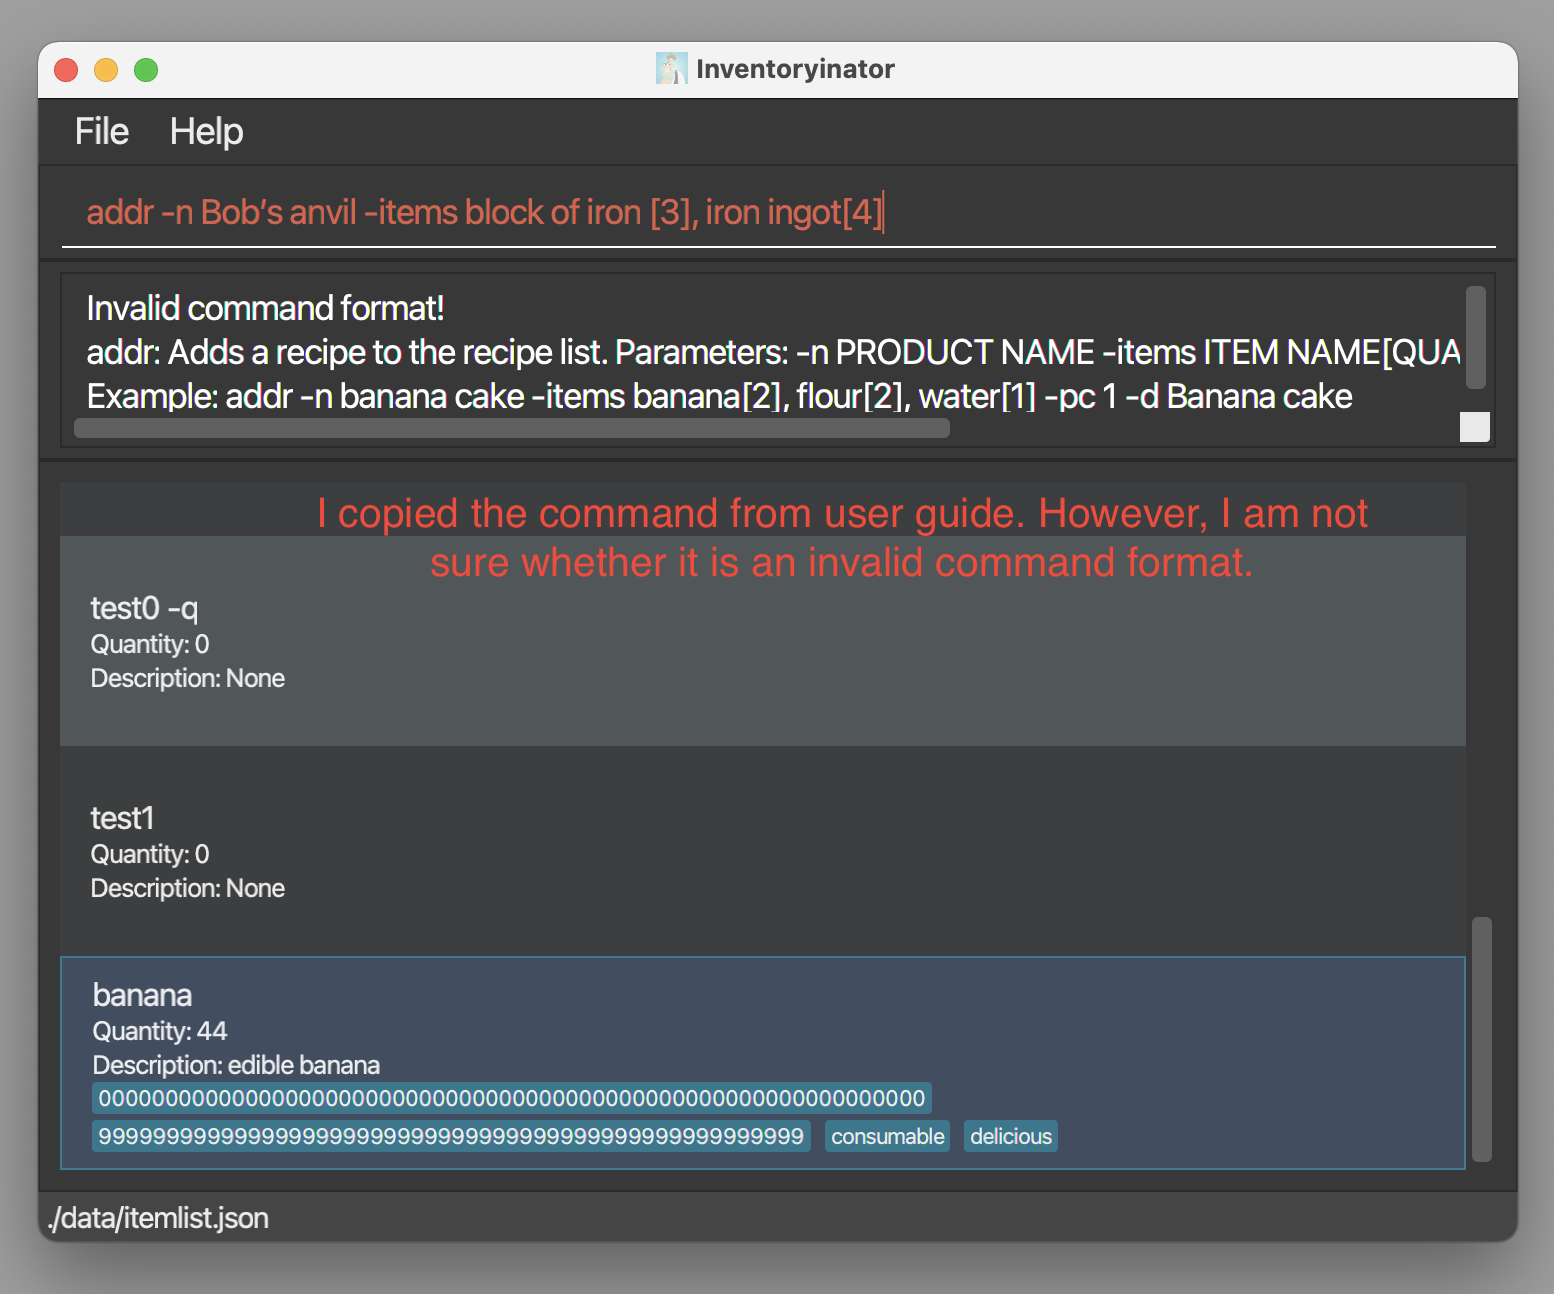 Inventoryinator
File Help
addr -n Bob’s anvil -items block of iron [3], iron ingot[4]
Invalid command format!
addr: Adds a recipe to the recipe list. Parameters: -n PRODUCT NAME -items ITEM NAME[QUA
Example: addr -n banana cake -items banana[2], flour[2], water[1] -pc 1 -d Banana cake
I copied the command from user guide. However, I am not
sure whether it is an invalid command format.
test0 -q
Quantity: 0
Description: None
test1
Quantity: 0
Description: None
banana
Quantity: 44
Description: edible banana
00000000000000000000000000000000000000000000000000000000000000
99999999999999999999999999999999999999999999999999999 consumable delicious
./data/itemlist.json